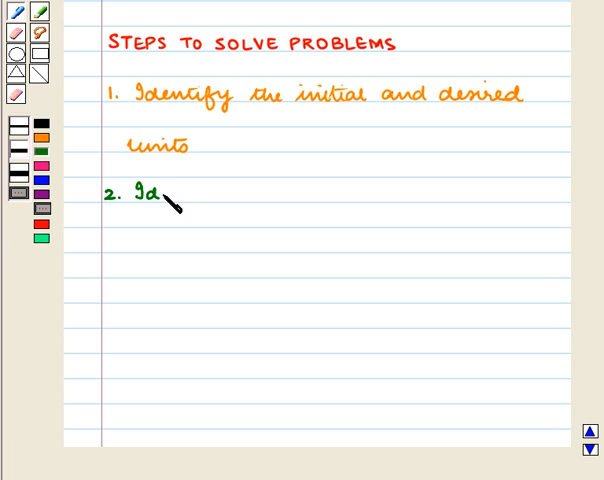 STEPS TO SOLVE PROBLEMS
1. Identify the initial and desired
units
2. Id